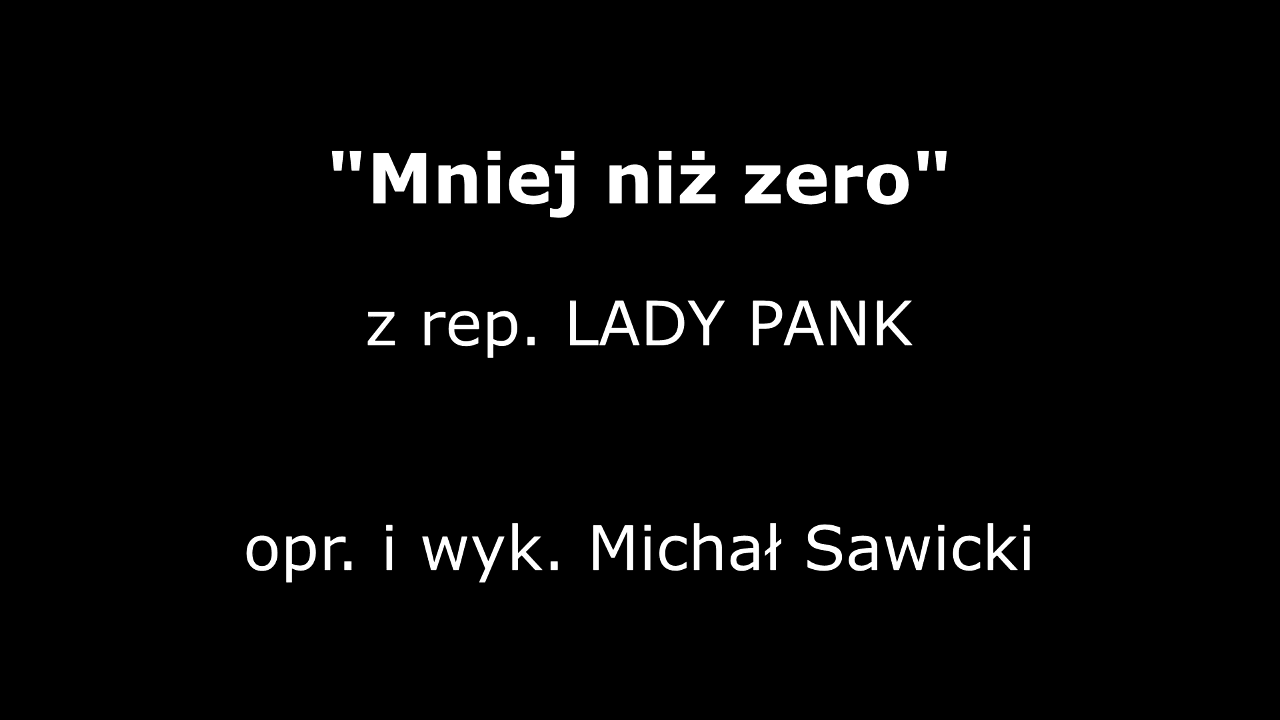 "Mniej niż zero"
z rep. LADY PANK
opr. i wyk. Michał Sawicki